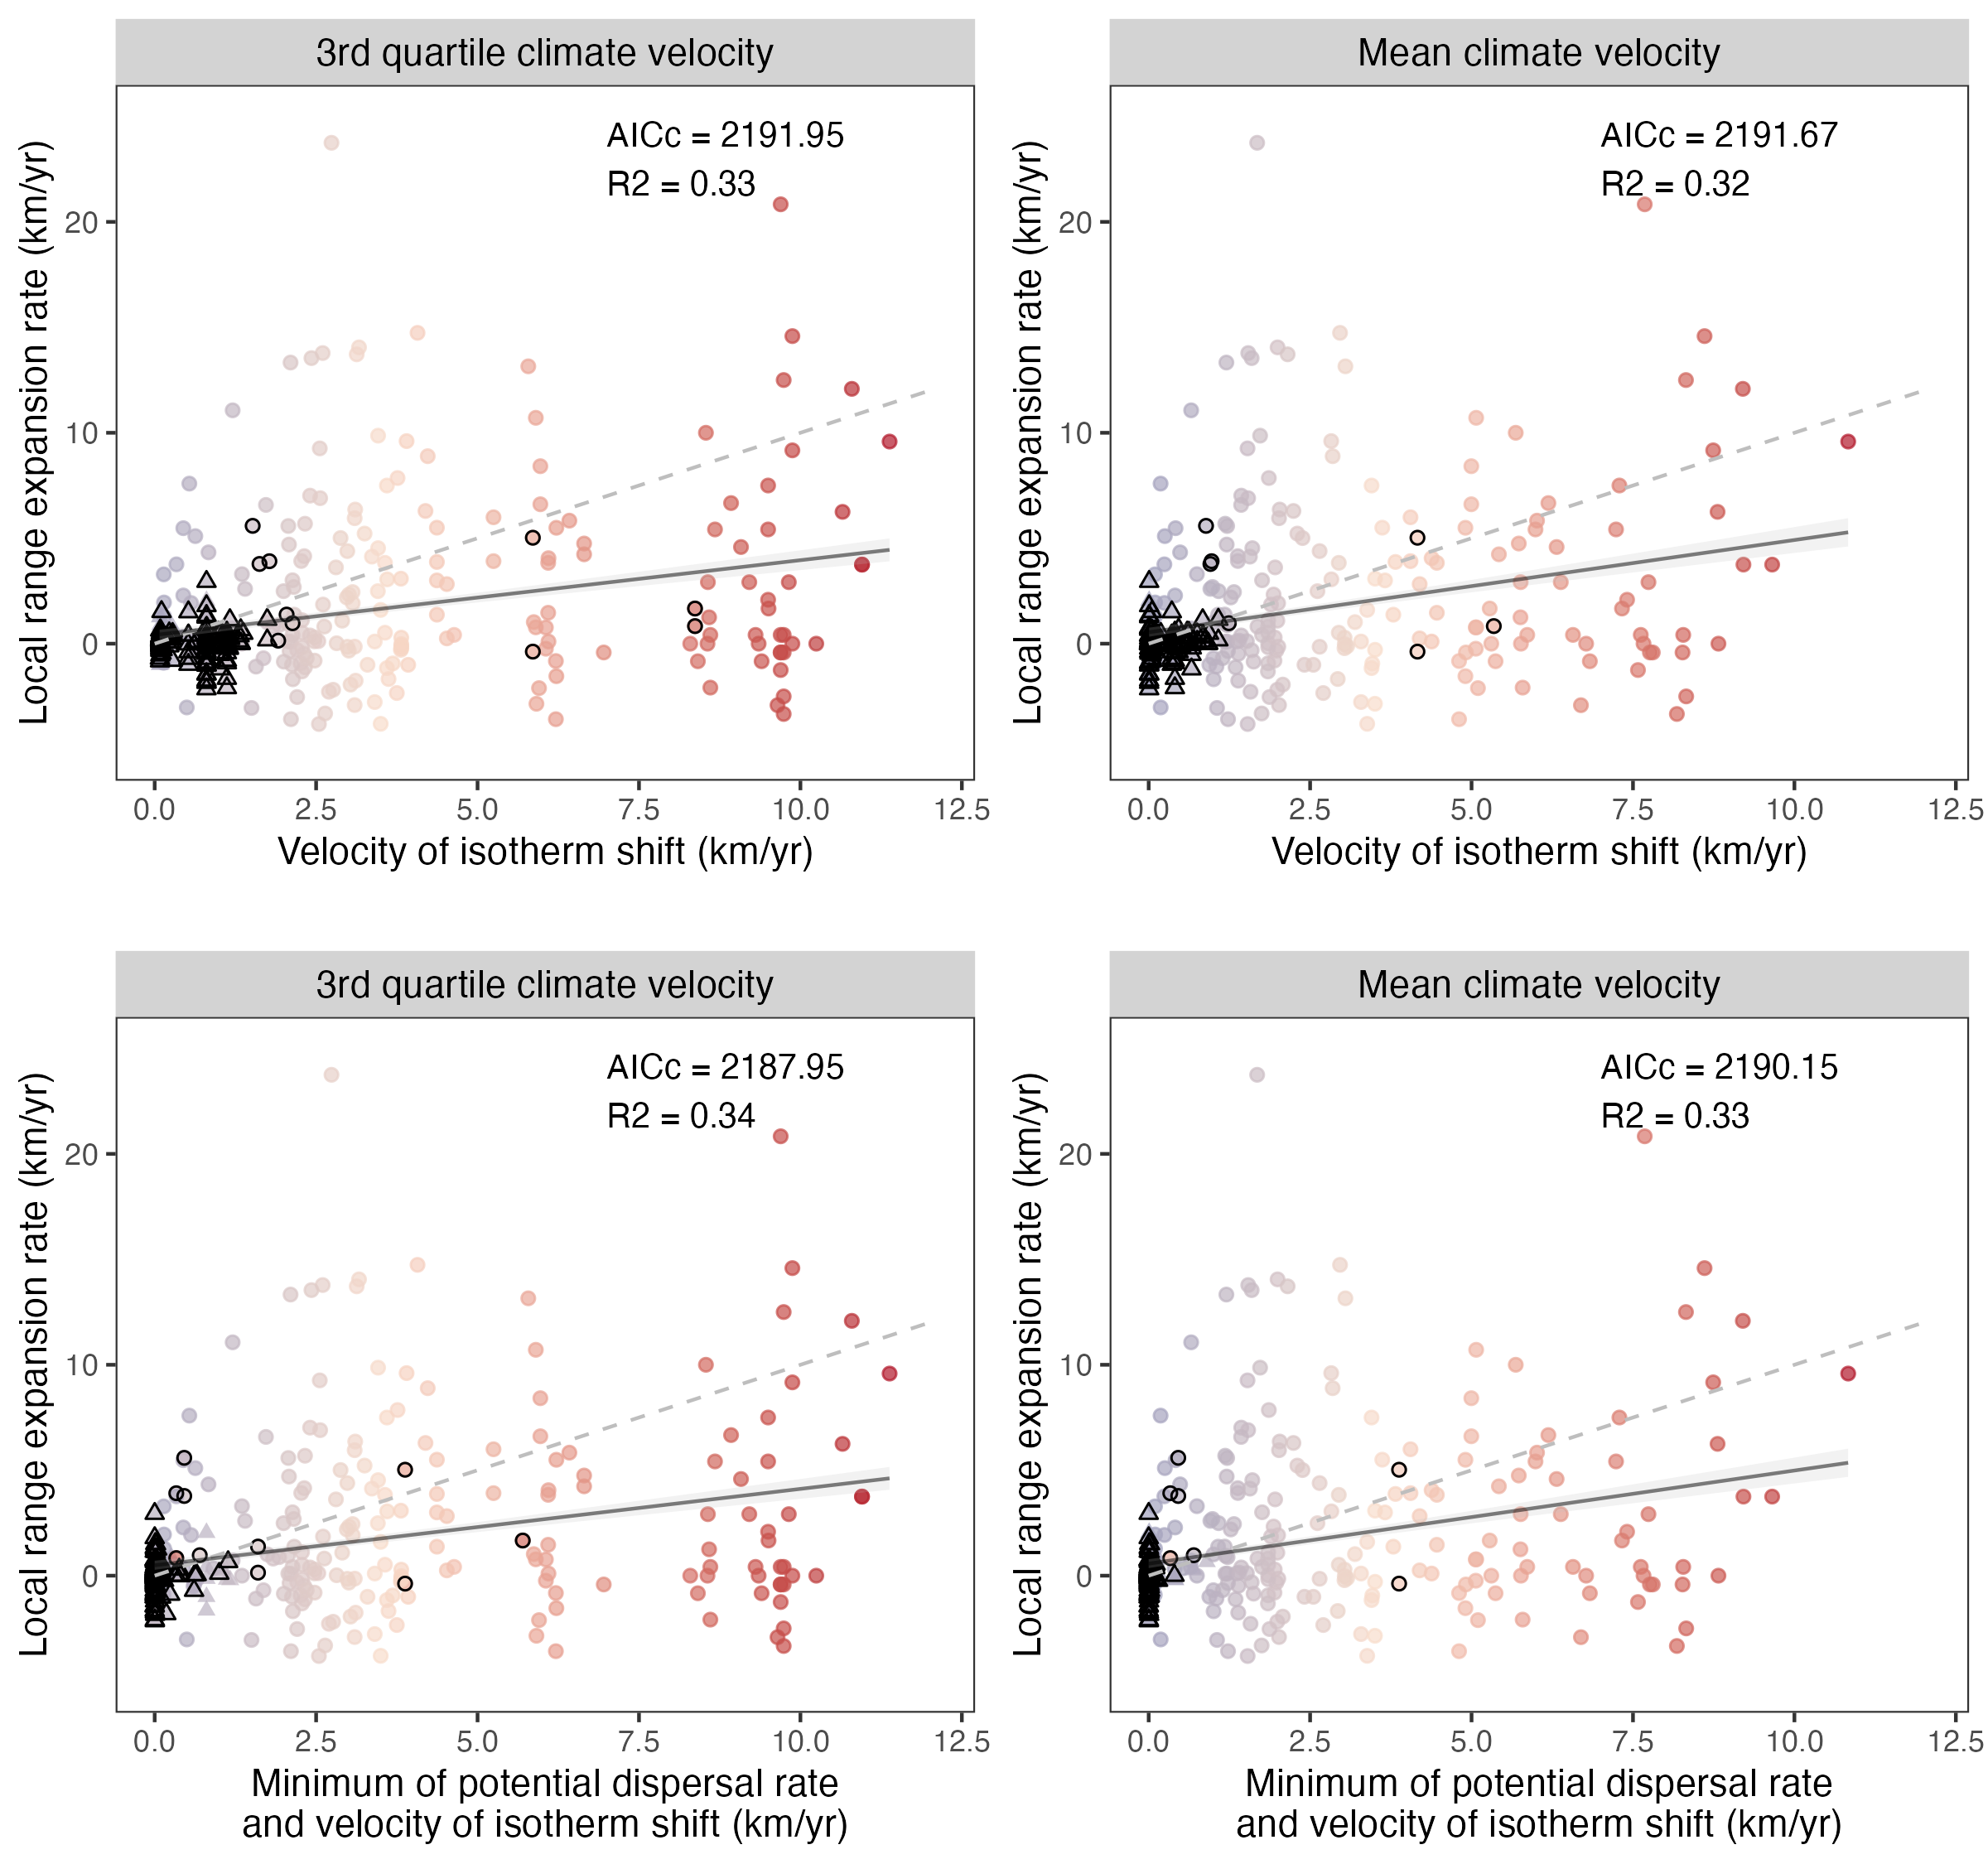 3rd quartile climate velocity
AICc = 2191.95
R2 = 0.33
Local range expansion rate (km/yr)
20
10
0
0.0 2.5 5.0 7.5 10.0 12.5
Velocity of isotherm shift (km/yr)
Mean climate velocity
AICc = 2191.67
R2 = 0.32
Local range expansion rate (km/yr)
20
10
0
0.0 2.5 5.0 7.5 10.0 12.5
Velocity of isotherm shift (km/yr)
3rd quartile climate velocity
AICc = 2187.95
R2 = 0.34
Local range expansion rate (km/yr)
20
10
0
0.0 2.5 5.0 7.5 10.0 12.5
Minimum of potential dispersal rate
and velocity of isotherm shift (km/yr)
Mean climate velocity
AICc = 2190.15
R2 = 0.33
Local range expansion rate (km/yr)
20
10
0
0.0 2.5 5.0 7.5 10.0 12.5
Minimum of potential dispersal rate
and velocity of isotherm shift (km/yr)